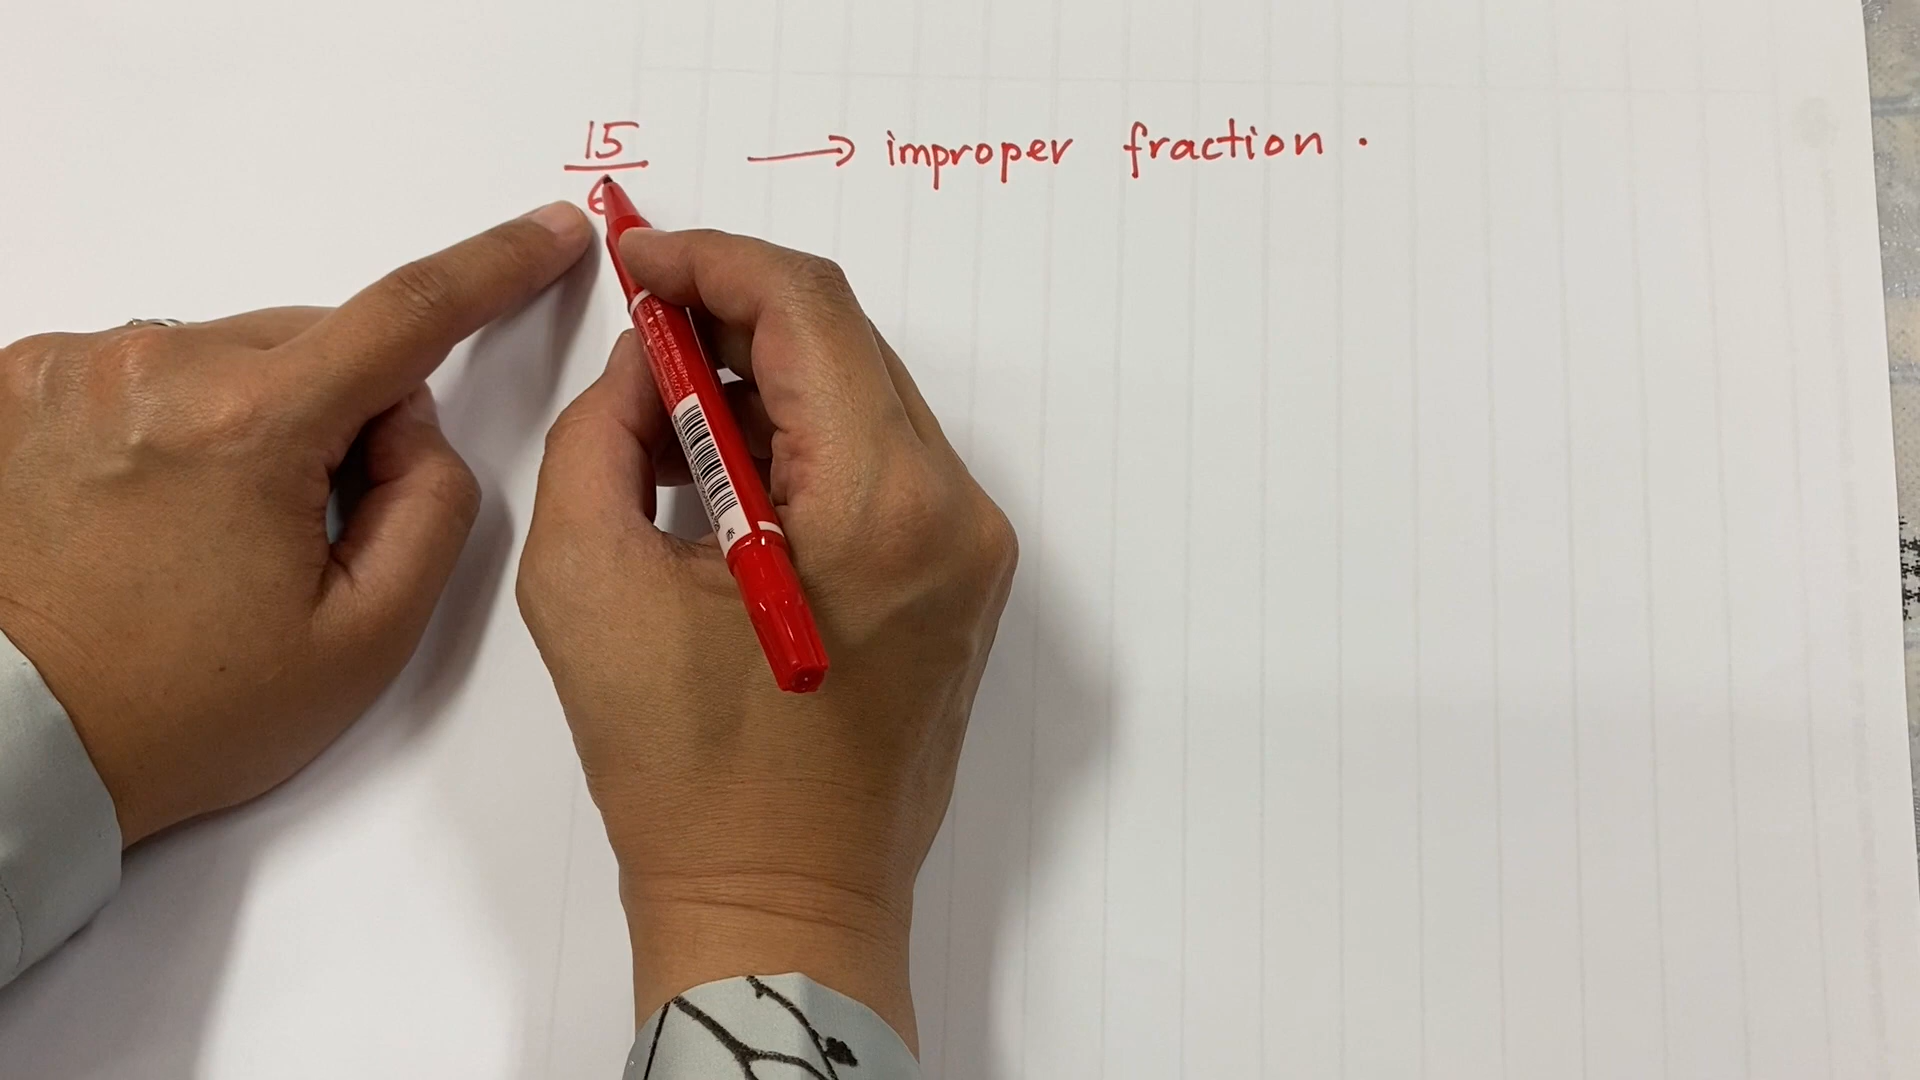 15 → improper fraction.